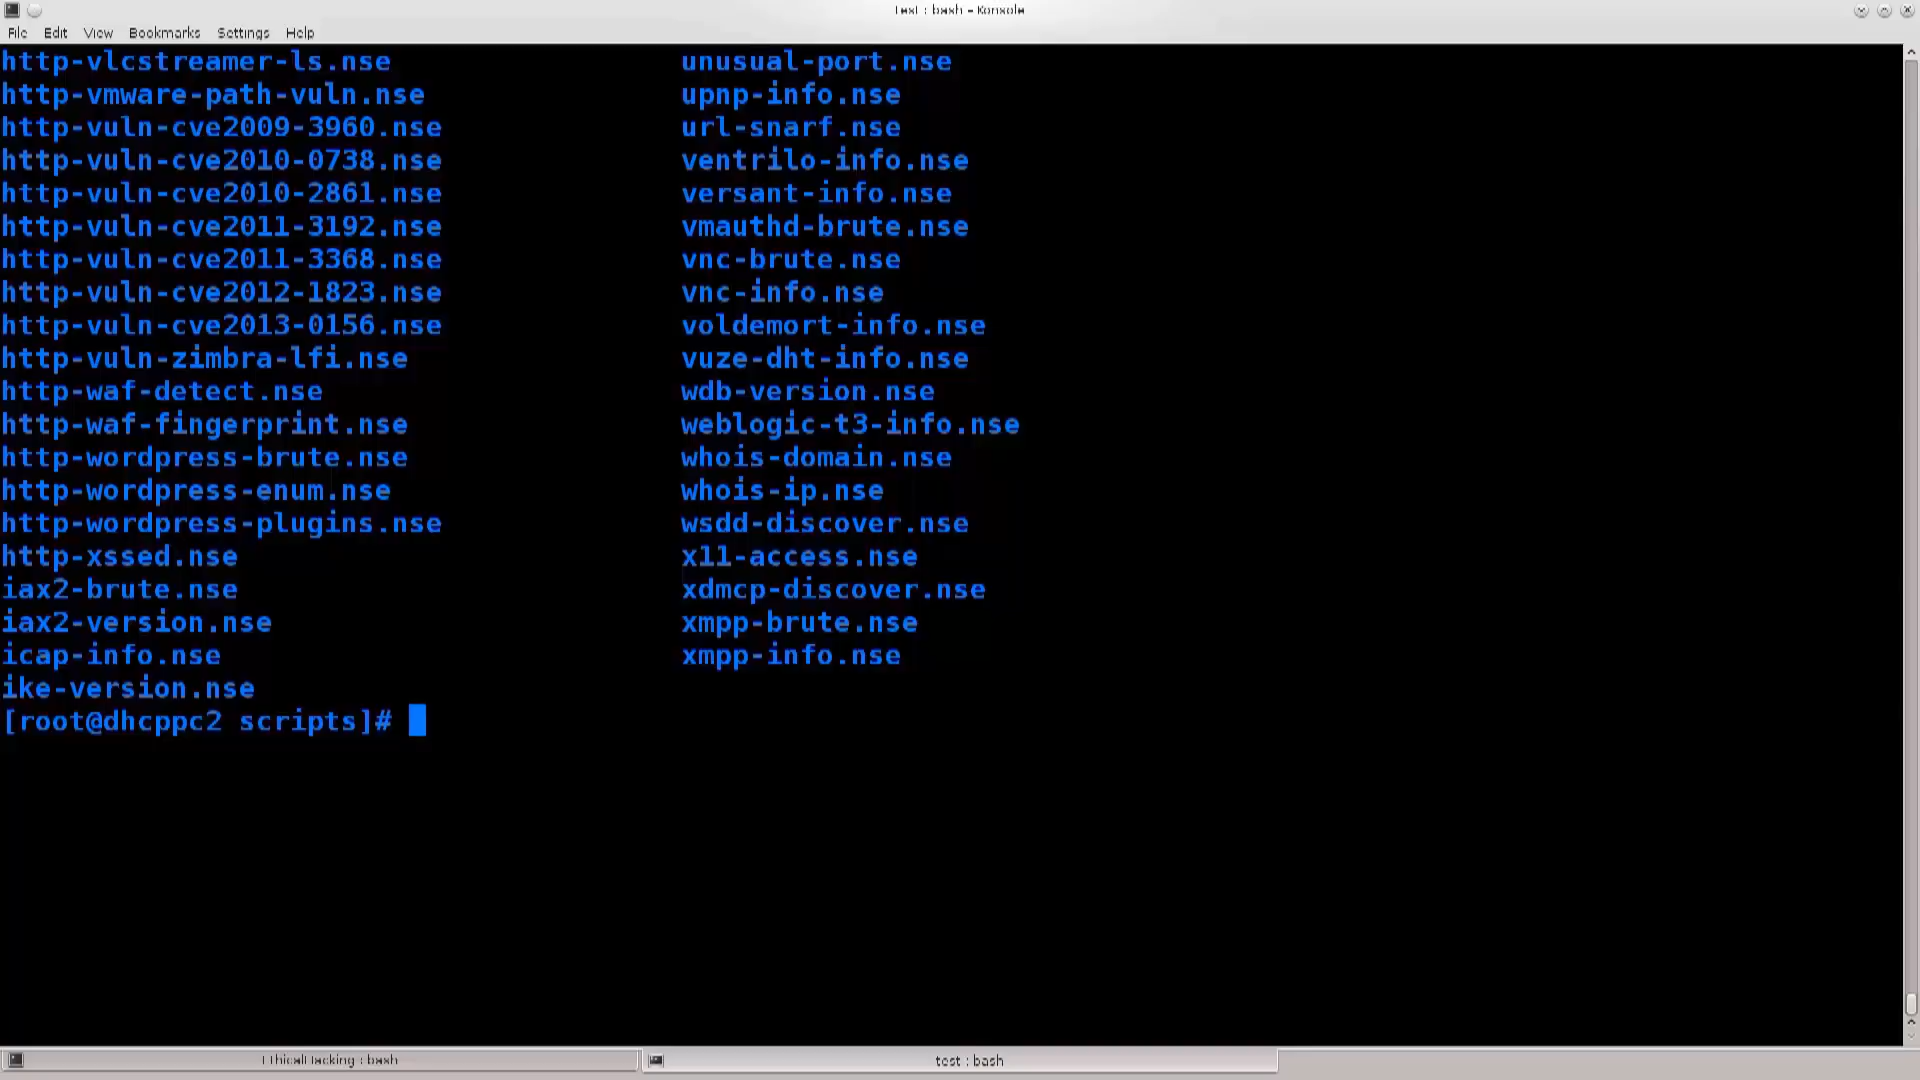 test : bash – Konsole
File Edit View Bookmarks Settings Help
http-vlcstreamer-ls.nse unusual-port.nse
http-vmware-path-vuln.nse upnp-info.nse
http-vuln-cve2009-3960.nse url-snarf.nse
http-vuln-cve2010-0738.nse ventrilo-info.nse
http-vuln-cve2010-2861.nse versant-info.nse
http-vuln-cve2011-3192.nse vmauthd-brute.nse
http-vuln-cve2011-3368.nse vnc-brute.nse
http-vuln-cve2012-1823.nse vnc-info.nse
http-vuln-cve2013-0156.nse voldemort-info.nse
http-vuln-zimbra-lfi.nse vuze-dht-info.nse
http-waf-detect.nse wdb-version.nse
http-waf-fingerprint.nse weblogic-t3-info.nse
http-wordpress-brute.nse whois-domain.nse
http-wordpress-enum.nse whois-ip.nse
http-wordpress-plugins.nse wsdd-discover.nse
http-xssed.nse x11-access.nse
iax2-brute.nse xdmcp-discover.nse
iax2-version.nse xmpp-brute.nse
icap-info.nse xmpp-info.nse
ike-version.nse
[root@dhcppc2 scripts]#
EthicalHacking : bash test : bash